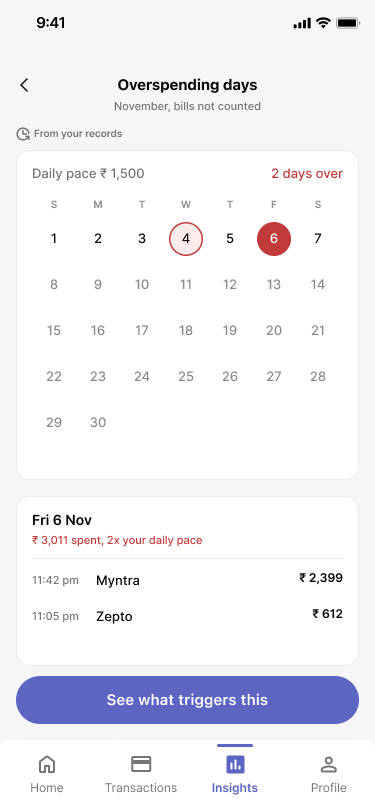 9:41
Overspending days
November, bills not counted
From your records
Daily pace ₹ 1,500 2 days over
S M T W T F S
1 2 3 4 5 6 7
8 9 10 11 12 13 14
15 16 17 18 19 20 21
22 23 24 25 26 27 28
29 30
Fri 6 Nov
₹ 3,011 spent, 2x your daily pace
11:42 pm Myntra ₹ 2,399
11:05 pm Zepto ₹ 612
See what triggers this
Home Transactions Insights Profile